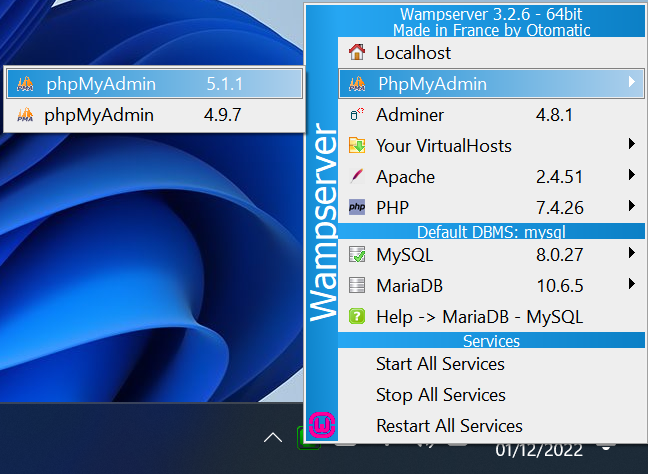 Wampserver 3.2.6 - 64bit
Made in France by Otomatic
Localhost
PhpMyAdmin
phpMyAdmin 5.1.1
phpMyAdmin 4.9.7
PMA
Adminer 4.8.1
Your VirtualHosts
Apache 2.4.51
php PHP 7.4.26
Default DBMS: mysql
MySQL 8.0.27
MariaDB 10.6.5
Help -> MariaDB - MySQL
Services
Start All Services
Stop All Services
Restart All Services
Wampserver
01/12/2022